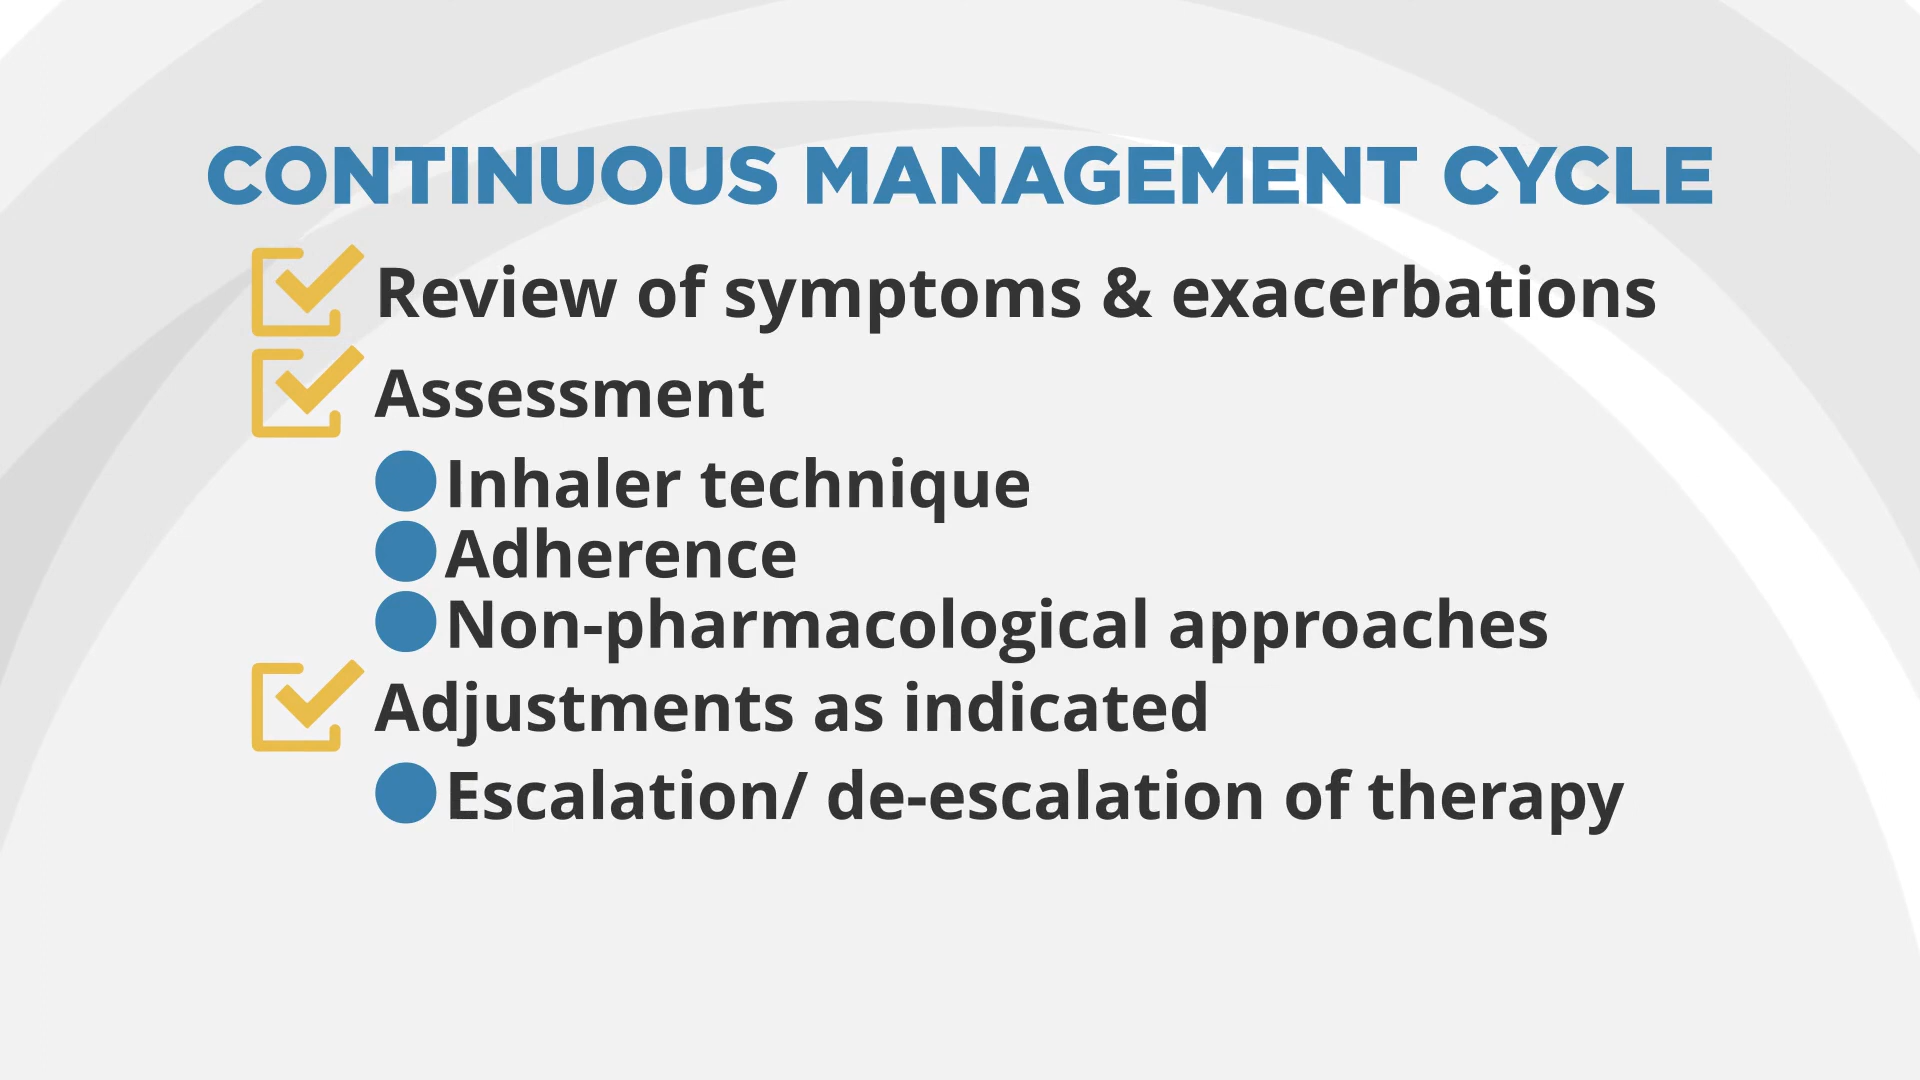 CONTINUOUS MANAGEMENT CYCLE
Review of symptoms & exacerbations
Assessment
Inhaler technique
Adherence
Non-pharmacological approaches
Adjustments as indicated
Escalation/ de-escalation of therapy